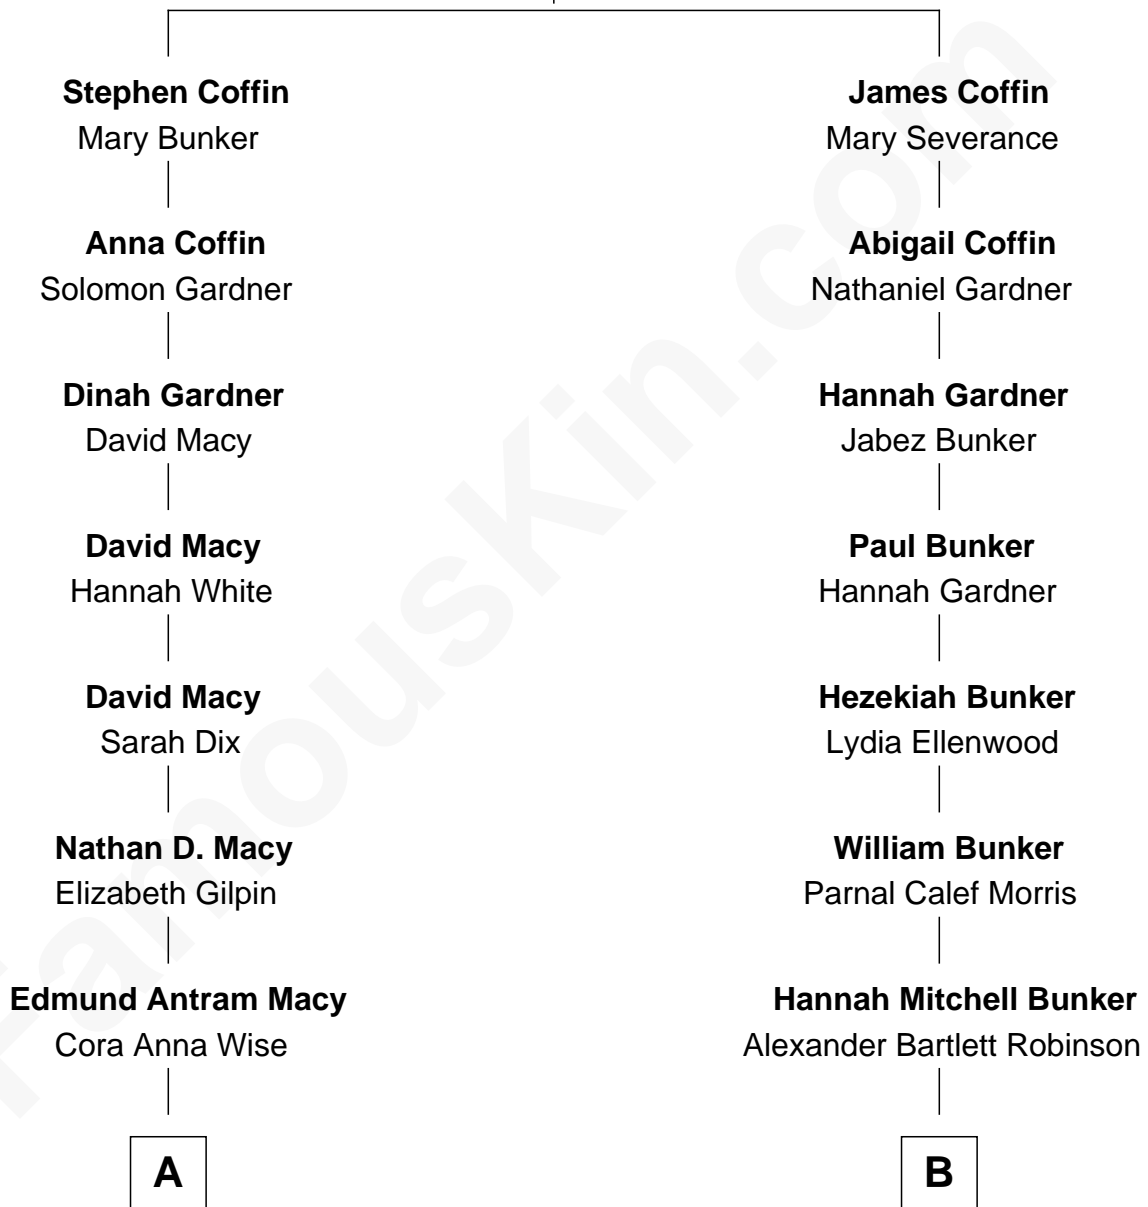 Stephen Coffin
Mary Bunker
Anna Coffin
Solomon Gardner
Dinah Gardner
David Macy
David Macy
Hannah White
David Macy
Sarah Dix
Nathan D. Macy
Elizabeth Gilpin
Edmund Antram Macy
Cora Anna Wise
A
James Coffin
Mary Severance
Abigail Coffin
Nathaniel Gardner
Hannah Gardner
Jabez Bunker
Paul Bunker
Hannah Gardner
Hezekiah Bunker
Lydia Ellenwood
William Bunker
Parnal Calef Morris
Hannah Mitchell Bunker
Alexander Bartlett Robinson
B
FamousKin.com